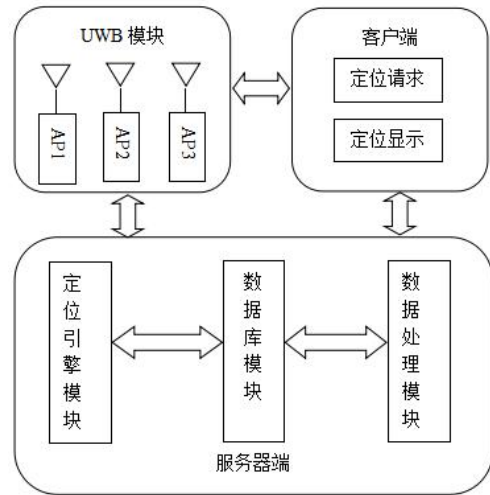 UWB 模块
AP1
AP2
AP3
客户端
定位请求
定位显示
定位引擎模块
数据库模块
数据处理模块
服务器端